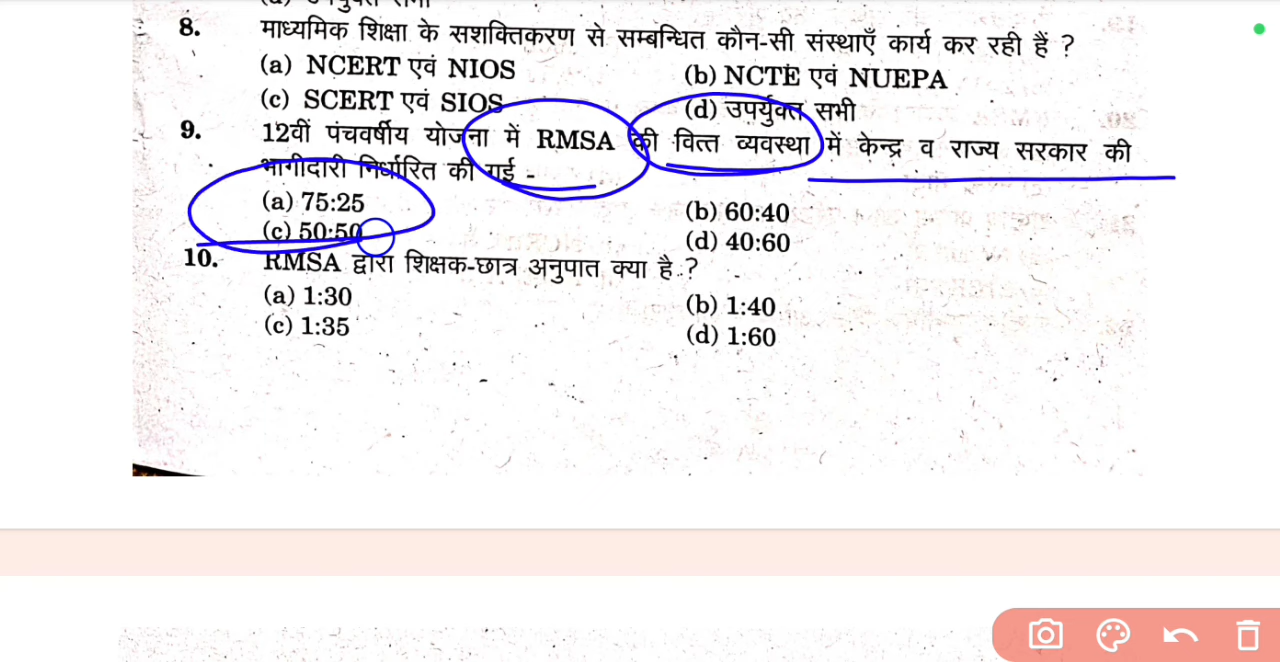 8. माध्यमिक शिक्षा के सशक्तिकरण से सम्बन्धित कौन-सी संस्थाएँ कार्य कर रही हैं ?
(a) NCERT एवं NIOS (b) NCTE एवं NUEPA
(c) SCERT एवं SIOS (d) उपर्युक्त सभी
9. 12वीं पंचवर्षीय योजना में RMSA की वित्त व्यवस्था में केन्द्र व राज्य सरकार की
भागीदारी निर्धारित की गई -
(a) 75:25 (b) 60:40
(c) 50:50 (d) 40:60
10. RMSA द्वारा शिक्षक-छात्र अनुपात क्या है ?
(a) 1:30 (b) 1:40
(c) 1:35 (d) 1:60